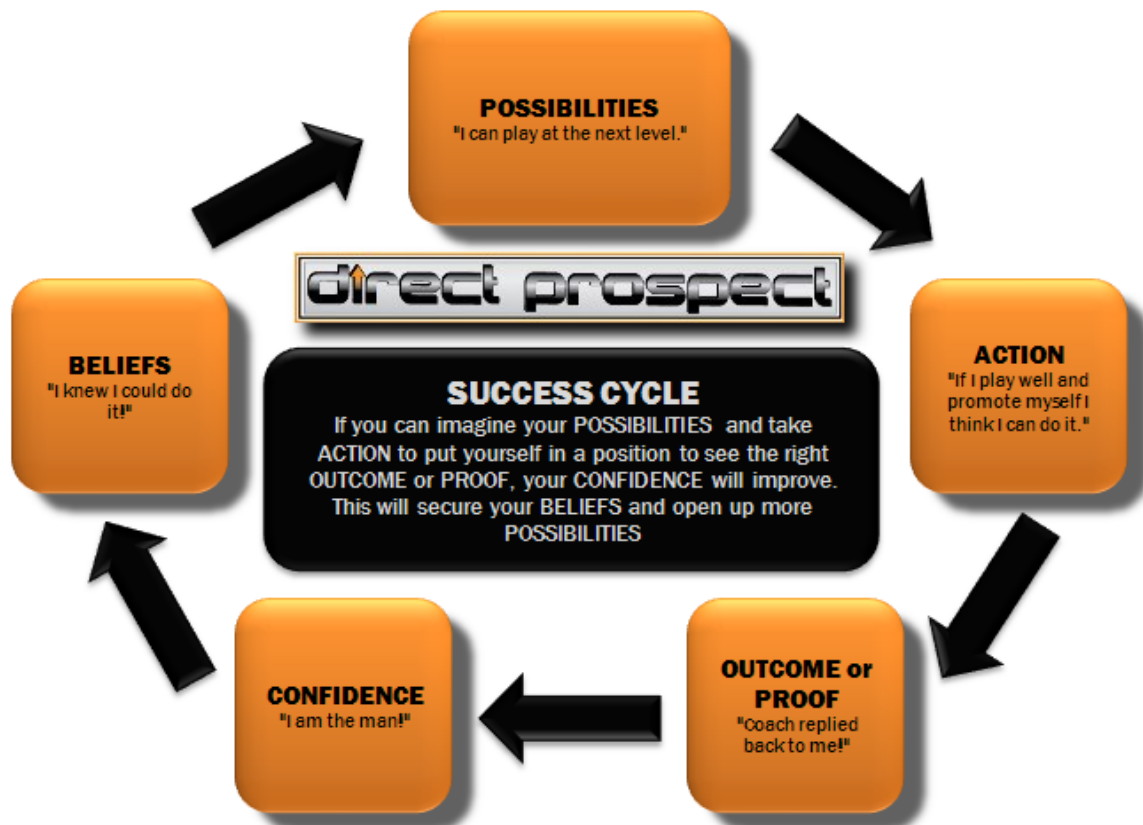 POSSIBILITIES
"I can play at the next level."
direct prospect
BELIEFS
"I knew I could do
it!"
SUCCESS CYCLE
If you can imagine your POSSIBILITIES and take
ACTION to put yourself in a position to see the right
OUTCOME or PROOF, your CONFIDENCE will improve.
This will secure your BELIEFS and open up more
POSSIBILITIES
ACTION
"If I play well and
promote myself I
think I can do it."
CONFIDENCE
"I am the man!"
OUTCOME or
PROOF
"Coach replied
back to me!"